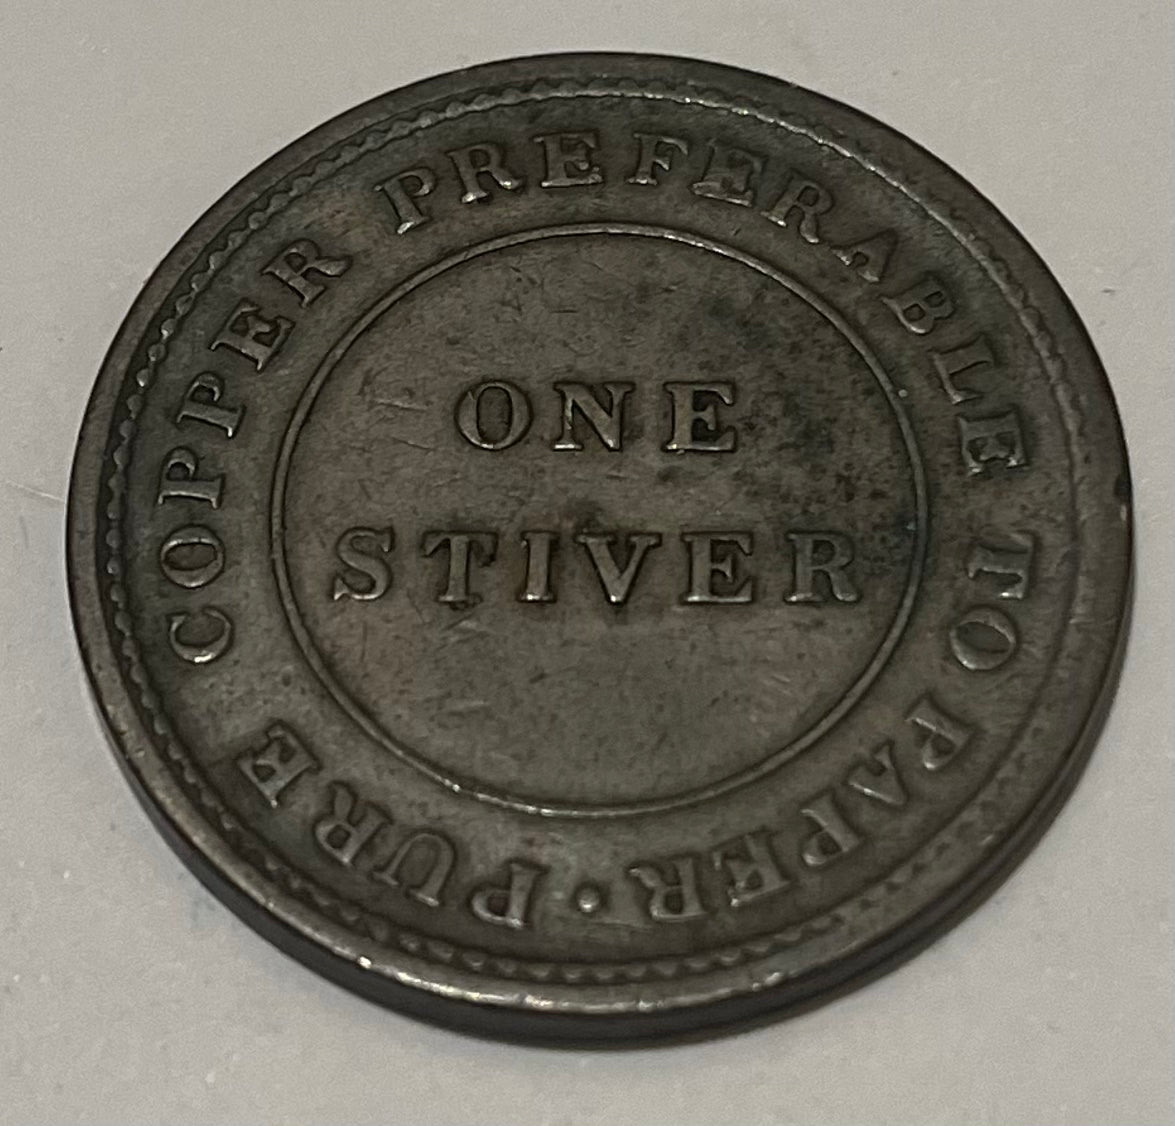 PURE COPPER PREFERABLE TO PAPER·
ONE
STIVER